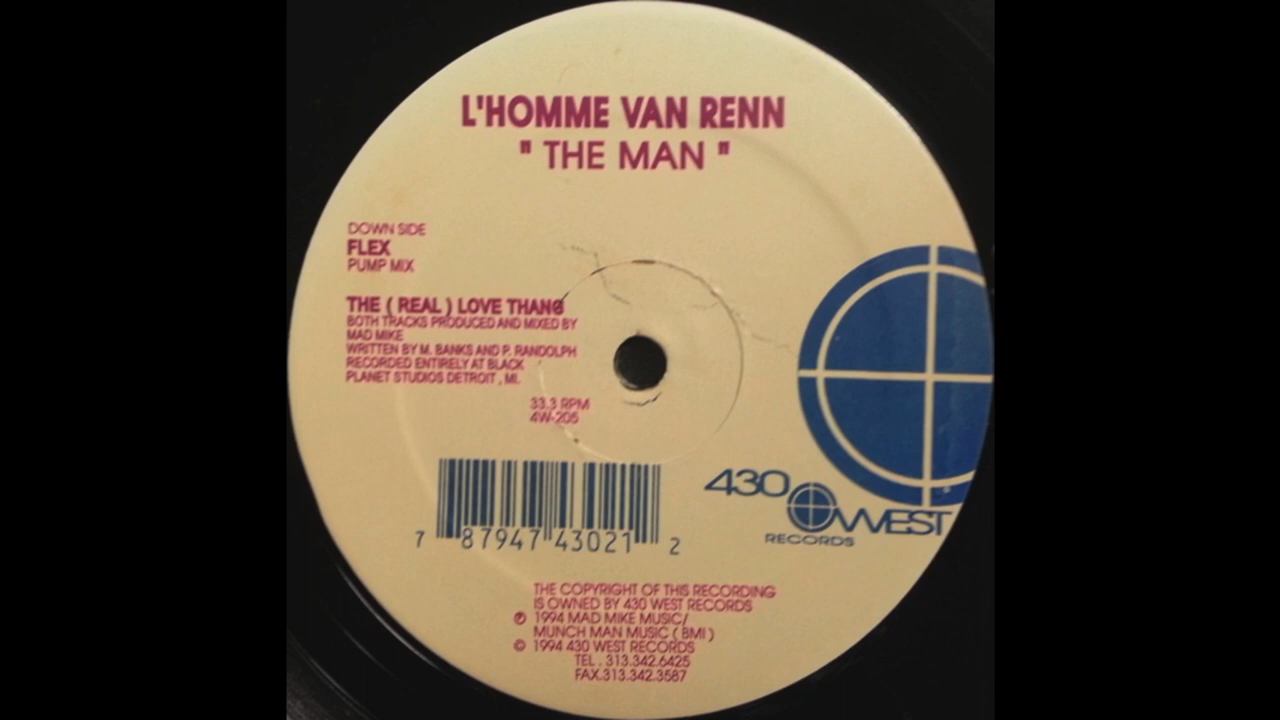 L'HOMME VAN RENN
" THE MAN "
DOWN SIDE
FLEX
PUMP MIX
THE ( REAL ) LOVE THANG
BOTH TRACKS PRODUCED AND MIXED BY
MAD MIKE
WRITTEN BY M. BANKS AND P. RANDOLPH
RECORDED ENTIRELY AT BLACK
PLANET STUDIOS DETROIT , MI.
33.3 RPM
4W-205
430 WEST
RECORDS
7 87947 43021 2
THE COPYRIGHT OF THIS RECORDING
IS OWNED BY 430 WEST RECORDS
℗ 1994 MAD MIKE MUSIC/
MUNCH MAN MUSIC ( BMI )
© 1994 430 WEST RECORDS
TEL . 313.342.6425
FAX.313.342.3587